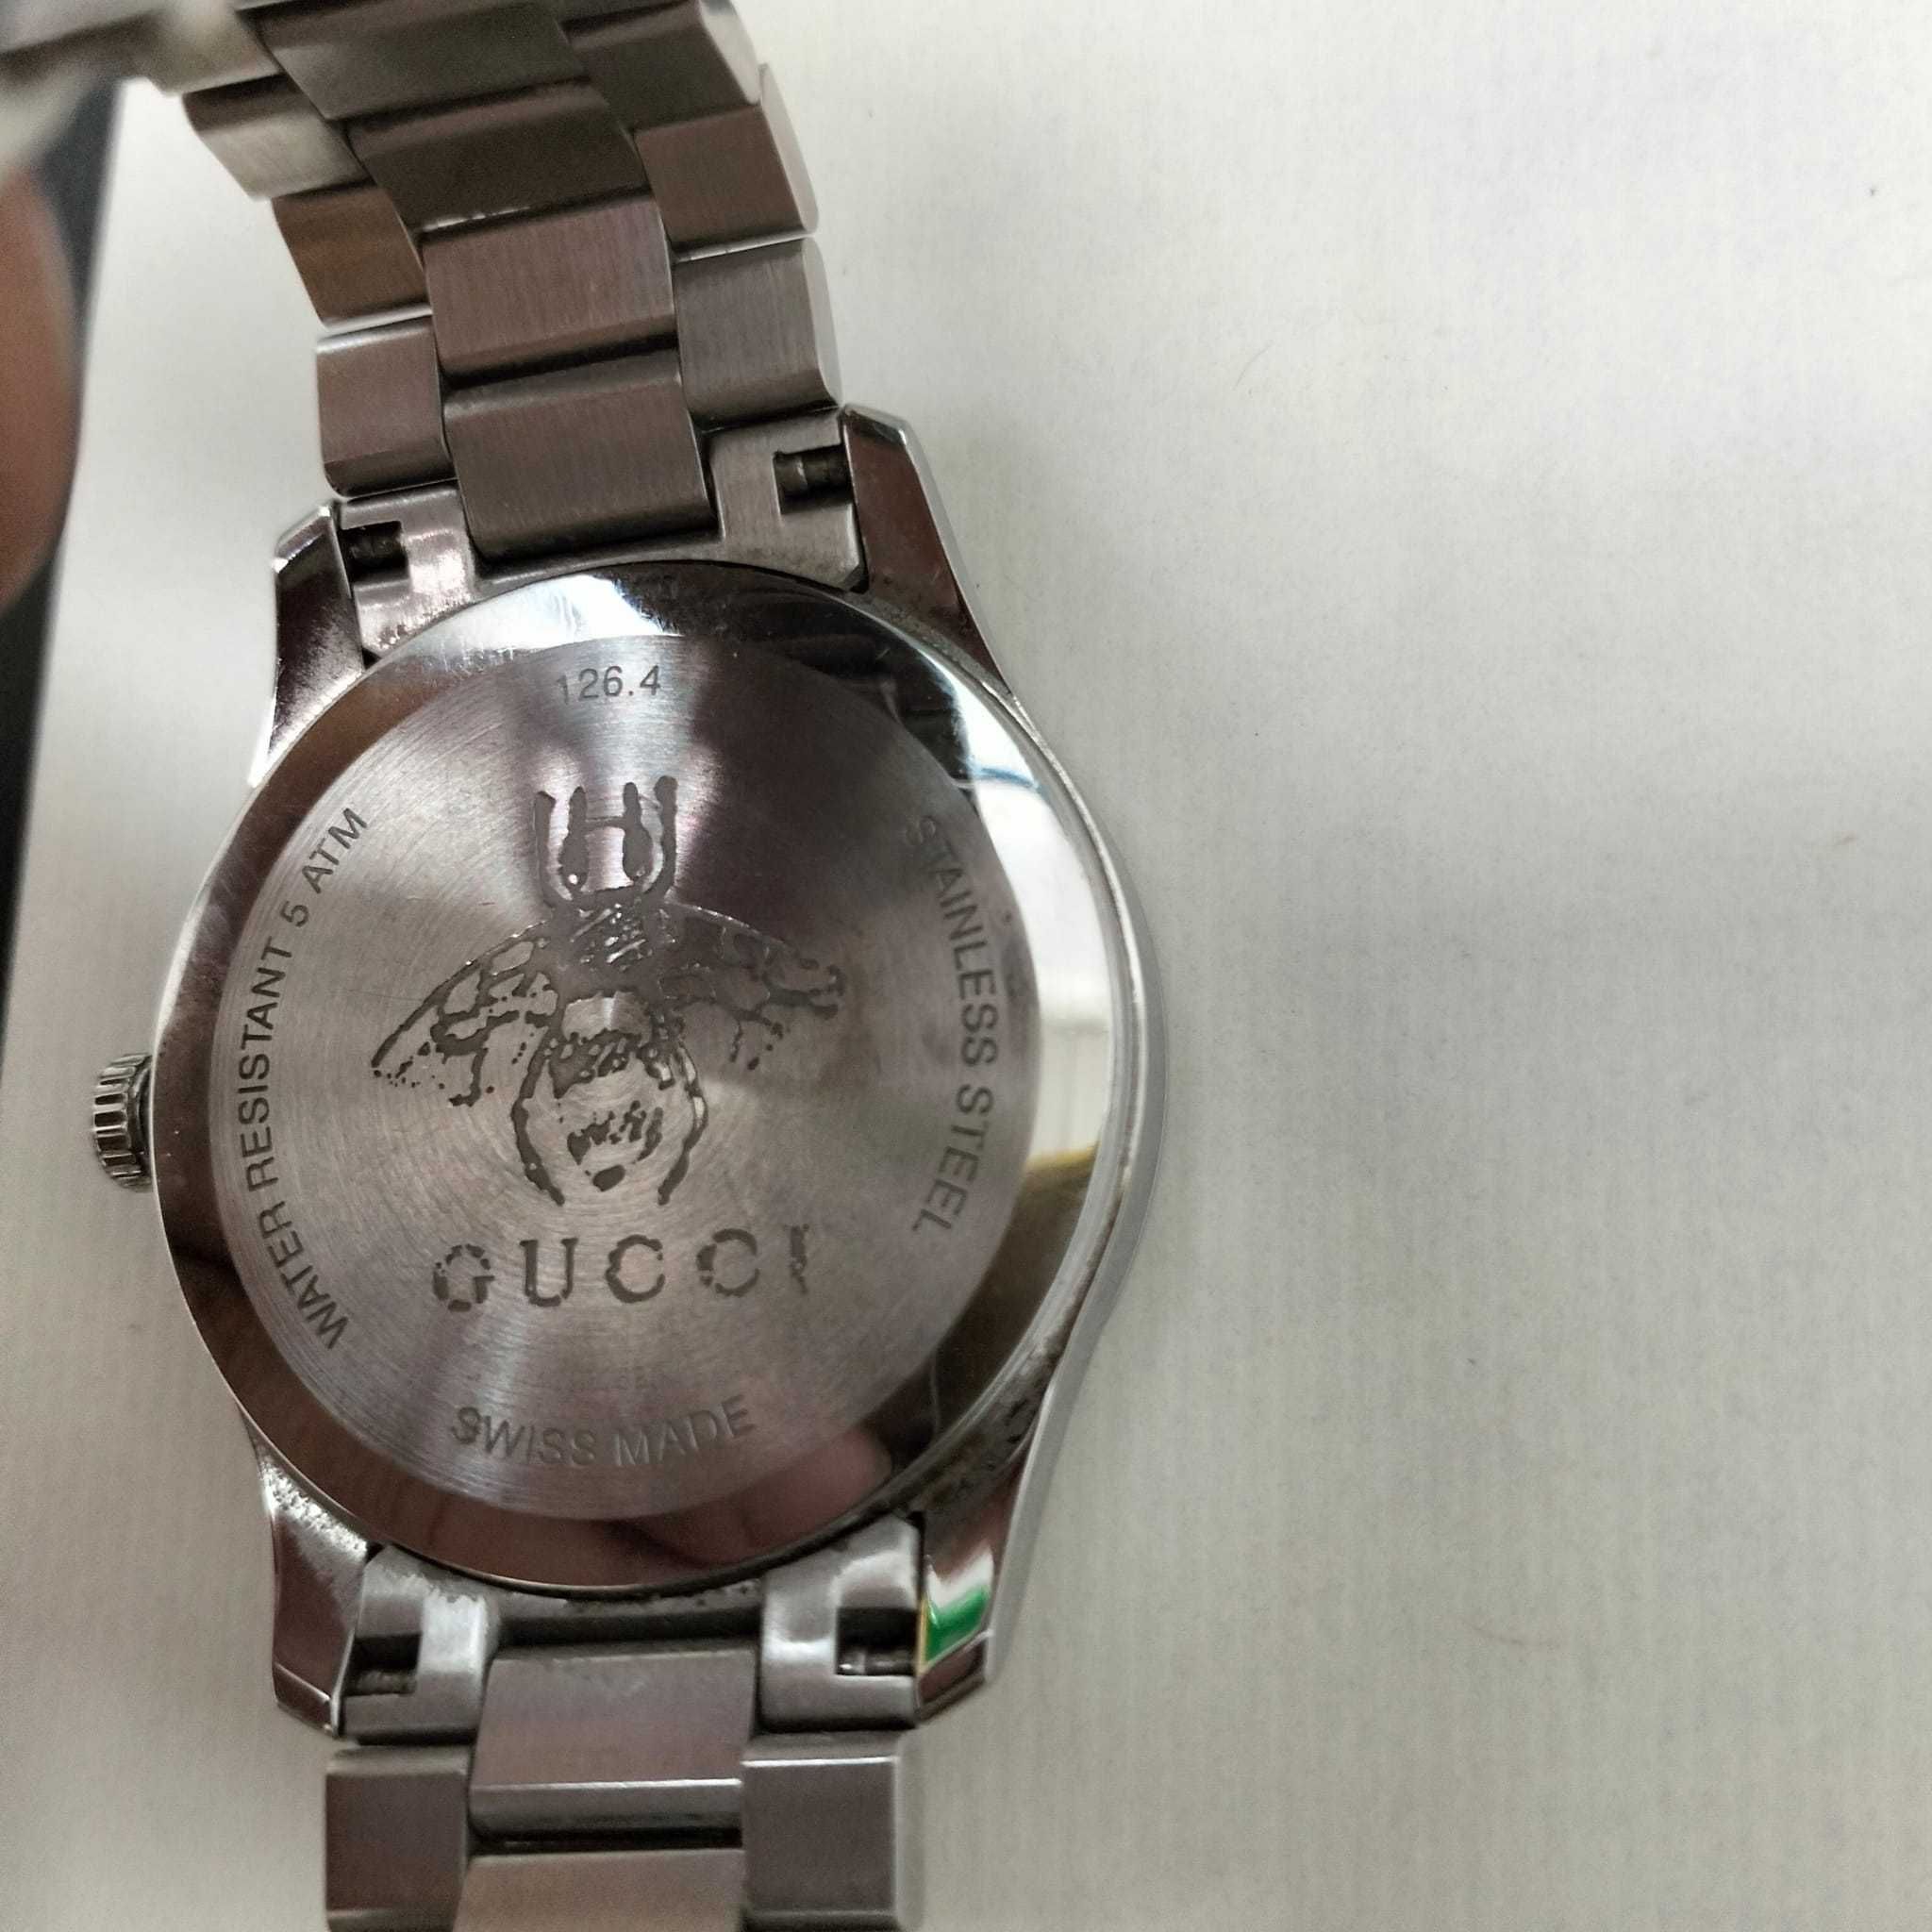 126.4
WATER RESISTANT 5 ATM
STAINLESS STEEL
GUCCI
SWISS MADE